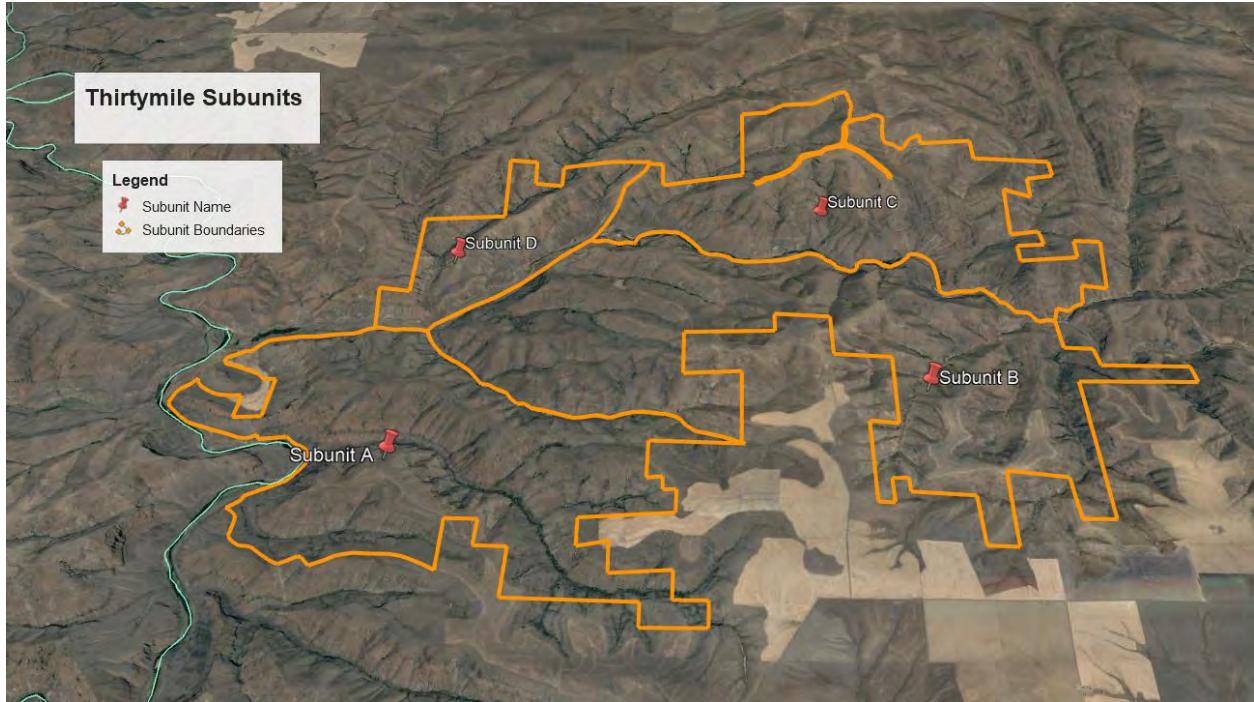 Thirtymile Subunits
Legend
Subunit Name
Subunit Boundaries
Subunit C
Subunit D
Subunit B
Subunit A